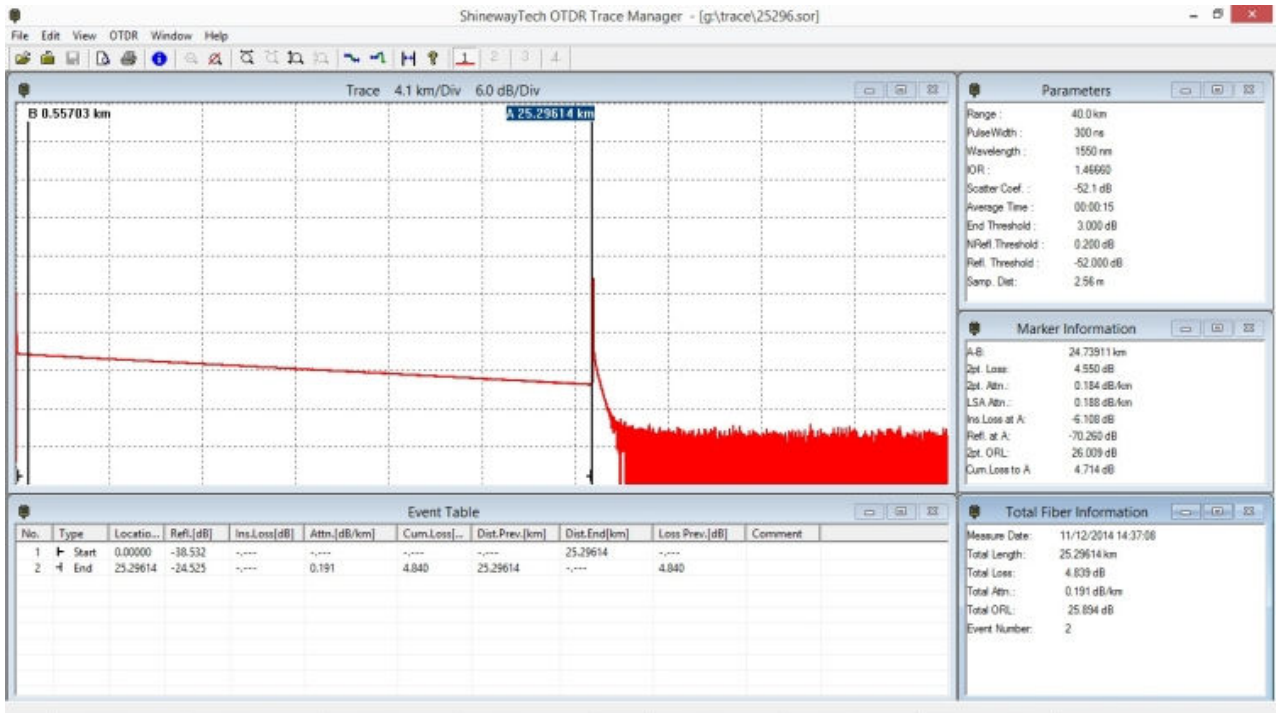 ShinewayTech OTDR Trace Manager - [g:\trace\25296.sor]
File Edit View OTDR Window Help
1 2 3 4
Trace 4.1 km/Div 6.0 dB/Div
B 0.55703 km
A 25.29614 km
Parameters
Range : 40.0 km
PulseWidth : 300 ns
Wavelength : 1550 nm
IOR : 1.46660
Scatter Coef. : -52.1 dB
Average Time : 00:00:15
End Threshold : 3.000 dB
NRefl.Threshold : 0.200 dB
Refl. Threshold : -52.000 dB
Samp. Dist: 2.56 m
Marker Information
A-B: 24.73911 km
2pt. Loss: 4.550 dB
2pt. Attn.: 0.184 dB/km
LSA Attn.: 0.188 dB/km
Ins.Loss at A: -6.108 dB
Refl. at A: -70.260 dB
2pt. ORL: 26.009 dB
Cum.Loss to A 4.714 dB
Event Table
No. Type Locatio... Refl.[dB] Ins.Loss[dB] Attn.[dB/km] Cum.Loss[... Dist.Prev.[km] Dist.End[km] Loss Prev.[dB] Comment
1 Start 0.00000 -38.532 -.--- -.--- -.--- -.--- 25.29614 -.---
2 End 25.29614 -24.525 -.--- 0.191 4.840 25.29614 -.--- 4.840
Total Fiber Information
Measure Date: 11/12/2014 14:37:08
Total Length: 25.29614 km
Total Loss: 4.839 dB
Total Attn.: 0.191 dB/km
Total ORL: 25.894 dB
Event Number: 2